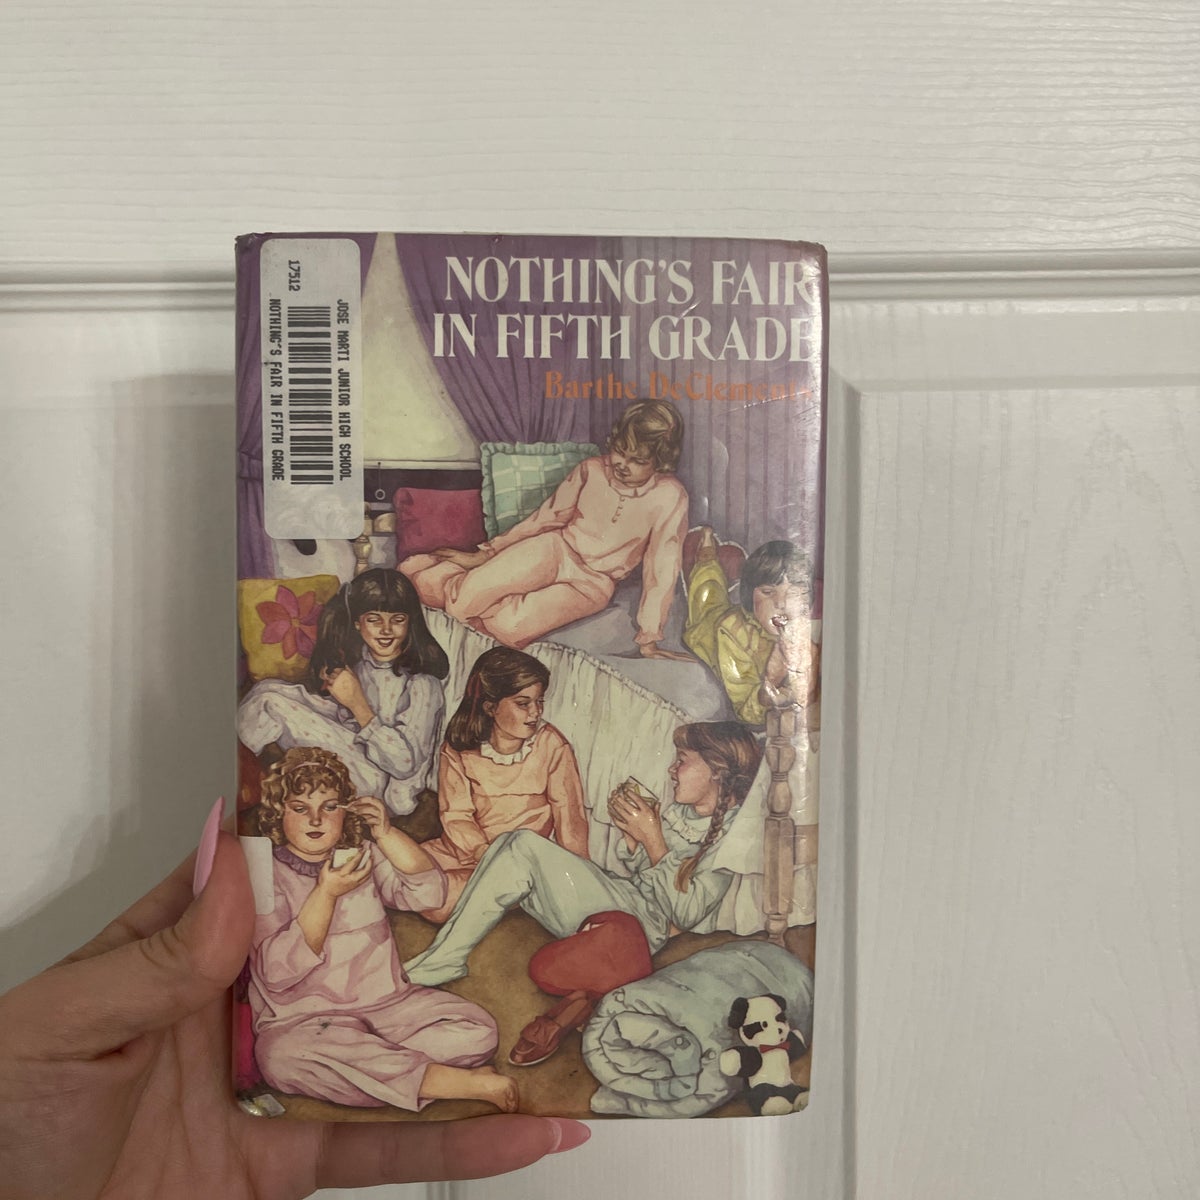 NOTHING'S FAIR
IN FIFTH GRADE
Barthe DeClements
17512
JOSE MARTI JUNIOR HIGH SCHOOL
NOTHING'S FAIR IN FIFTH GRADE